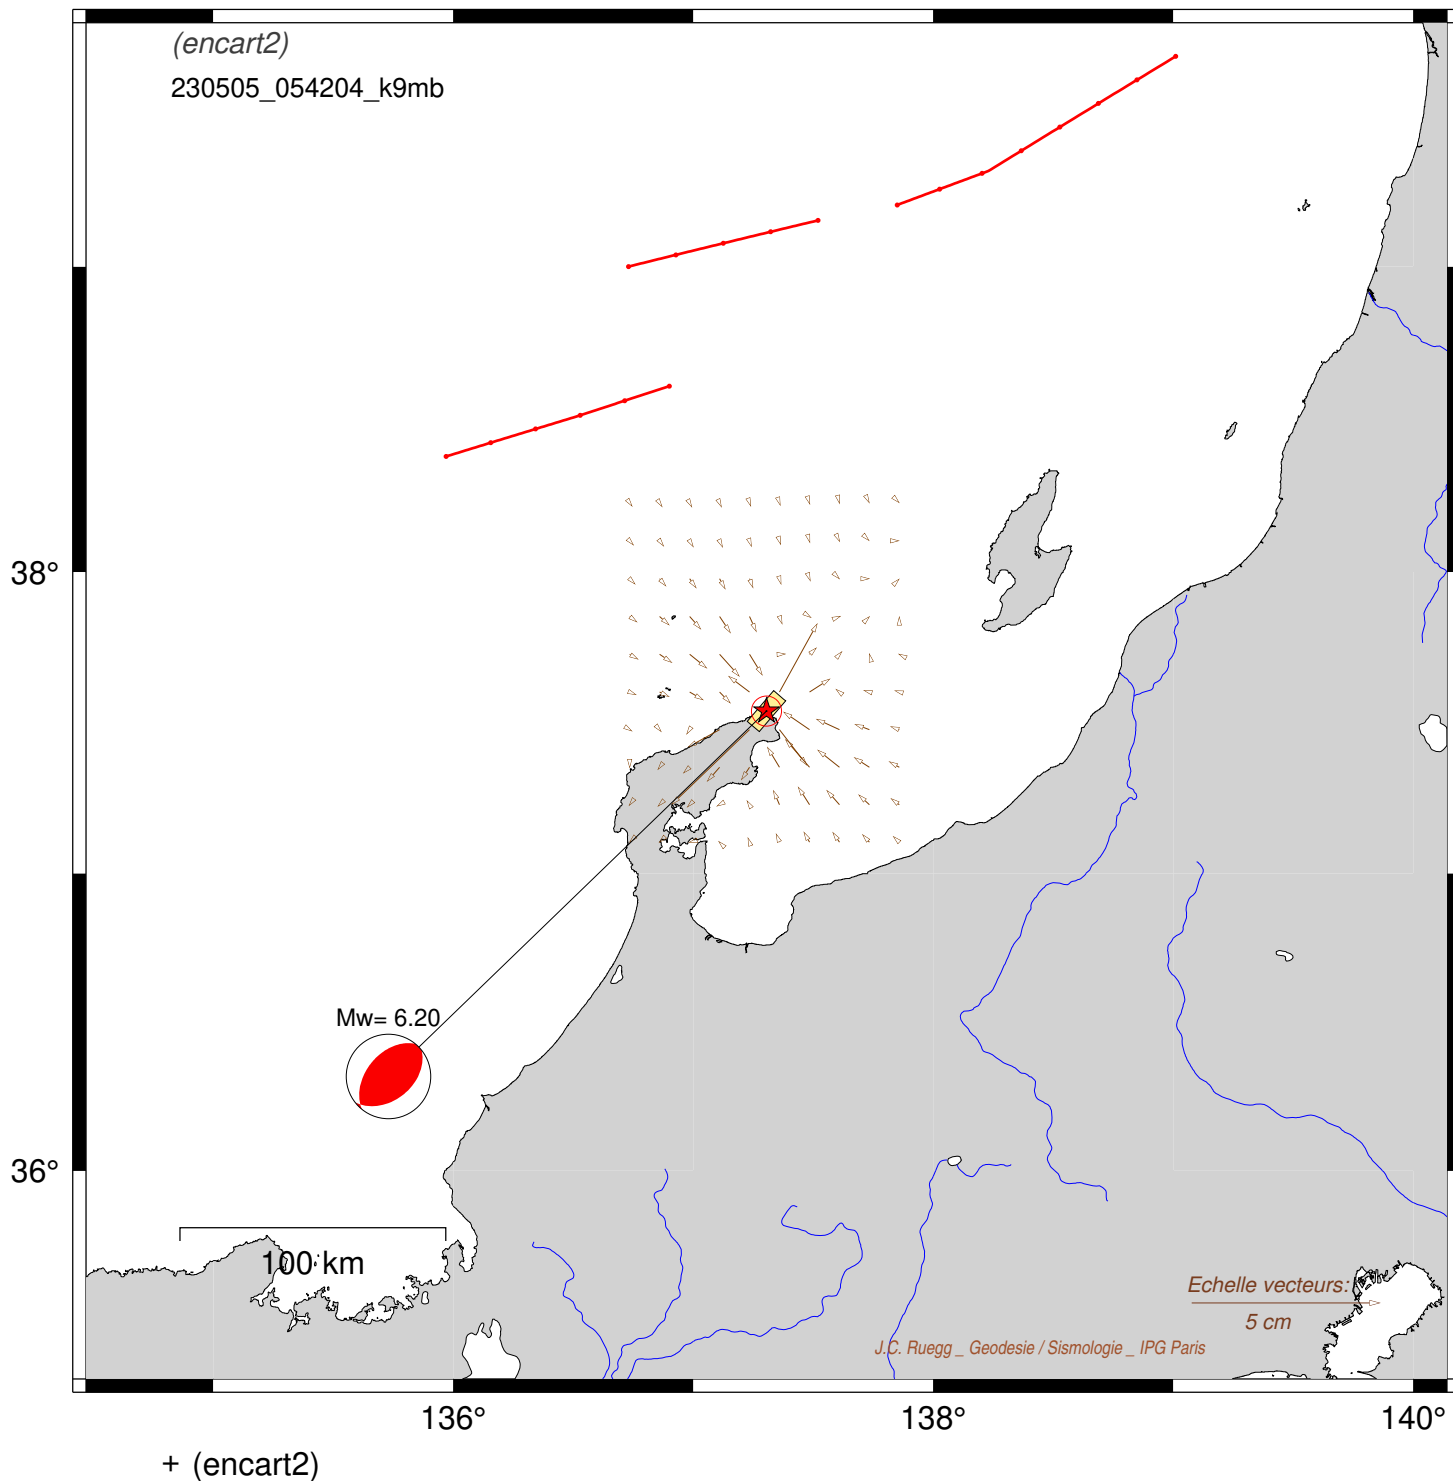 (encart2)
230505_054204_k9mb
38°
Mw= 6.20
36°
100 km
Echelle vecteurs:
5 cm
J.C. Ruegg _ Geodesie / Sismologie _ IPG Paris
136°
138°
140°
+ (encart2)